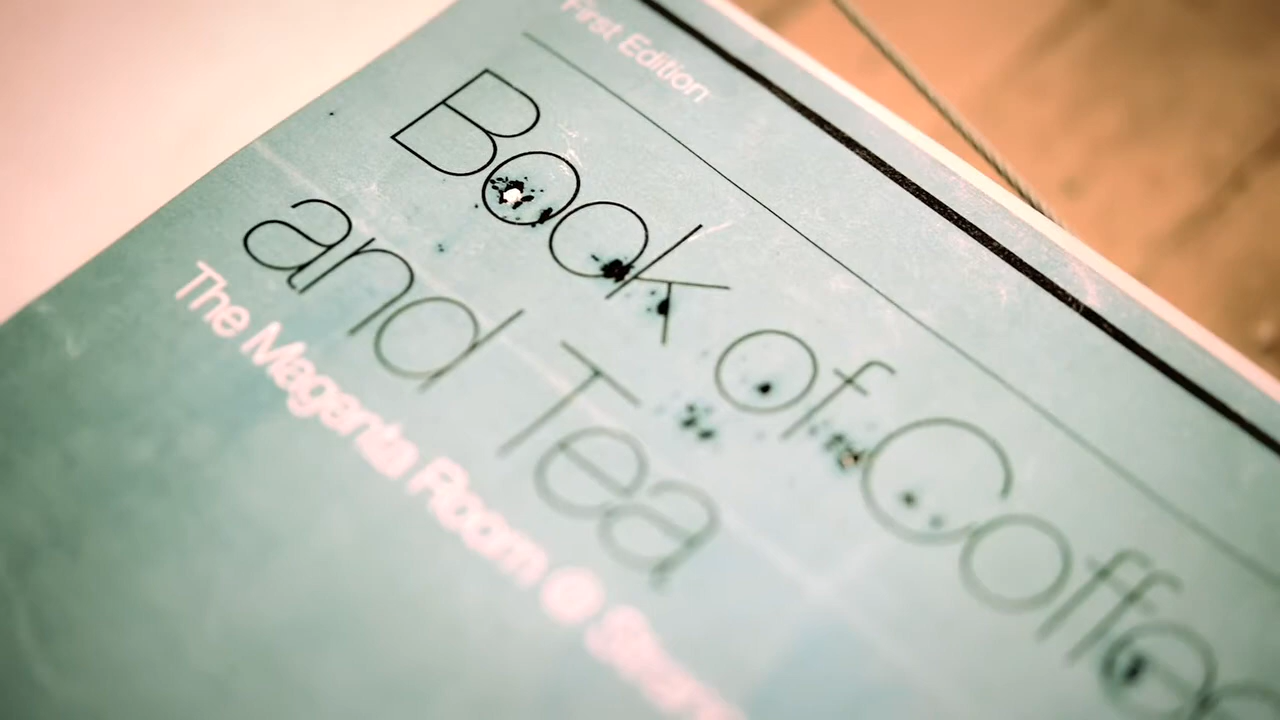 First Edition
Book of Coffee
and Tea
The Magenta Room @